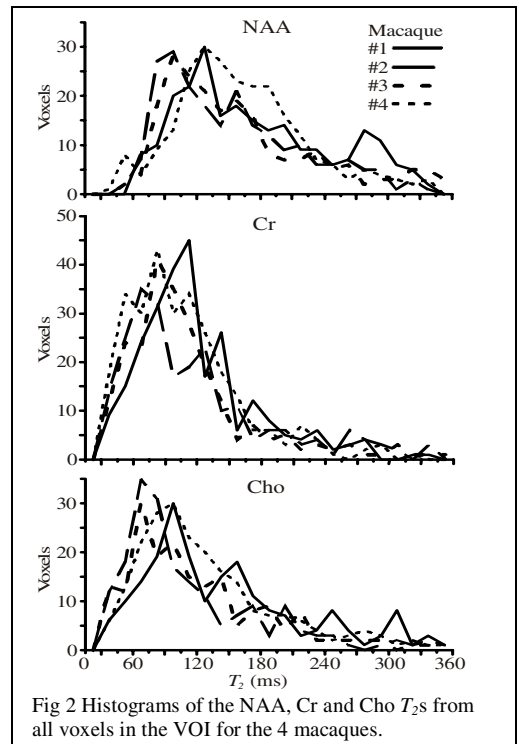 NAA
Macaque
#1
#2
#3
#4
30
20
10
0
Voxels
Cr
50
40
30
20
10
0
Voxels
Cho
30
20
10
0
Voxels
0 60 120 180 240 300 360
T2 (ms)
Fig 2 Histograms of the NAA, Cr and Cho T2s from
all voxels in the VOI for the 4 macaques.